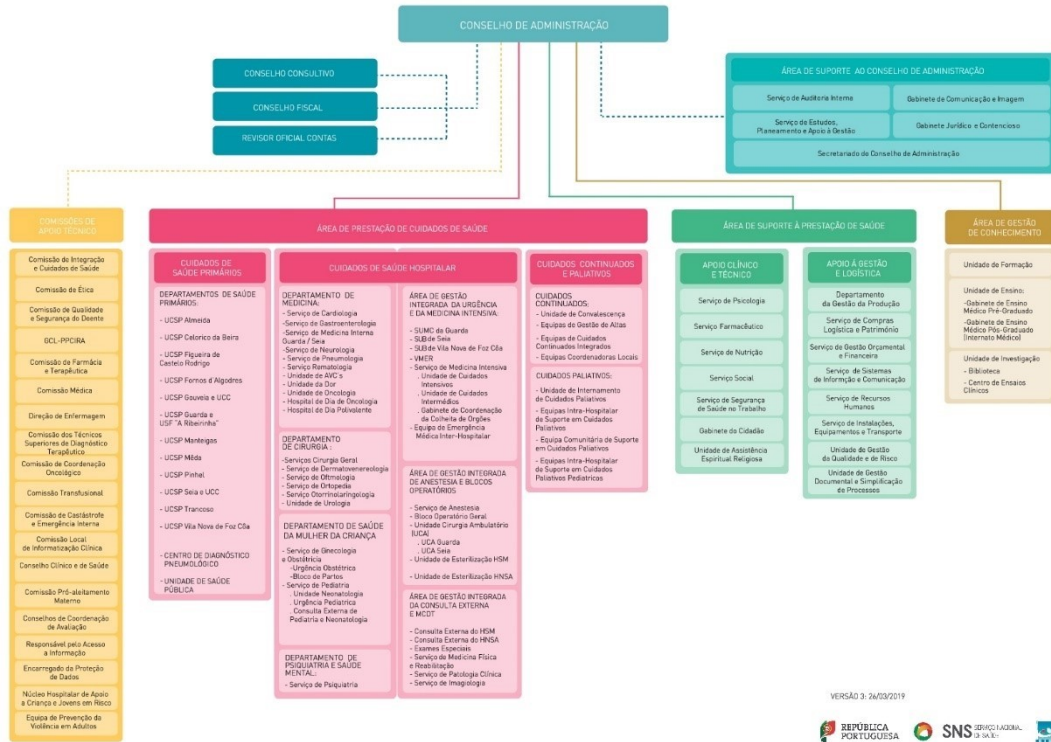 CONSELHO DE ADMINISTRAÇÃO
CONSELHO CONSULTIVO
CONSELHO FISCAL
REVISOR OFICIAL CONTAS
ÁREA DE SUPORTE AO CONSELHO DE ADMINISTRAÇÃO
Serviço de Auditoria Interna
Gabinete de Comunicação e Imagem
Serviço de Estudos,
Planeamento e Apoio à Gestão
Gabinete Jurídico e Contencioso
Secretariado do Conselho de Administração
COMISSÕES DE
APOIO TÉCNICO
Comissão de Integração
e Cuidados de Saúde
Comissão de Ética
Comissão de Qualidade
e Segurança do Doente
GCL-PPCIRA
Comissão de Farmácia
e Terapêutica
Comissão Médica
Direção de Enfermagem
Comissão dos Técnicos
Superiores de Diagnóstico
Terapêutico
Comissão de Coordenação
Oncológico
Comissão Transfusional
Comissão de Castástrofe
e Emergência Interna
Comissão Local
de Informatização Clínica
Conselho Clínico e de Saúde
Comissão Pró-aleitamento
Materno
Conselhos de Coordenação
de Avaliação
Responsável pelo Acesso
a Informação
Encarregado da Proteção
de Dados
Núcleo Hospitalar de Apoio
a Criança e Jovens em Risco
Equipa de Prevenção da
Violência em Adultos
ÁREA DE PRESTAÇÃO DE CUIDADOS DE SAÚDE
CUIDADOS DE
SAÚDE PRIMÁRIOS
DEPARTAMENTOS DE SAÚDE
PRIMÁRIOS:
- UCSP Almeida
- UCSP Celorico da Beira
- UCSP Figueira de
Castelo Rodrigo
- UCSP Fornos d'Algodres
- UCSP Gouveia e UCC
- UCSP Guarda e
USF "A Ribeirinha"
- UCSP Manteigas
- UCSP Mêda
- UCSP Pinhel
- UCSP Seia e UCC
- UCSP Trancoso
- UCSP Vila Nova de Foz Côa
- CENTRO DE DIAGNÓSTICO
PNEUMOLÓGICO
- UNIDADE DE SAÚDE
PÚBLICA
CUIDADOS DE SAÚDE HOSPITALAR
DEPARTAMENTO DE
MEDICINA:
- Serviço de Cardiologia
-Serviço de Gastroenterologia
-Serviço de Medicina Interna
Guarda / Seia
-Serviço de Neurologia
- Serviço de Pneumologia
- Serviço Rematologia
- Unidade de AVC's
- Unidade da Dor
- Unidade de Oncologia
- Hospital de Dia de Oncologia
- Hospital de Dia Polivalente
DEPARTAMENTO
DE CIRURGIA :
- Serviços Cirurgia Geral
- Serviço de Dermatovenereologia
- Serviço de Oftmologia
- Serviço de Ortopedia
- Serviço Otorrinolaringologia
- Unidade de Urologia
DEPARTAMENTO DE SAÚDE
DA MULHER DA CRIANÇA
- Serviço de Ginecologia
e Obstétrícia
-Urgência Obstétrica
-Bloco de Partos
- Serviço de Pediatria
. Unidade Neonatologia
. Urgência Pediatrica
. Consulta Externa de
Pediatria e Neonatologia
DEPARTAMENTO DE
PSIQUIATRIA E SAÚDE
MENTAL:
- Serviço de Psiquiatria
ÁREA DE GESTÃO
INTEGRADA DA URGÊNCIA
E DA MEDICINA INTENSIVA:
- SUMC da Guarda
- SUB de Seia
- SUB de Vila Nova de Foz Côa
- VMER
- Serviço de Medicina Intensiva
. Unidade de Cuidados
Intensivos
. Unidade de Cuidados
Intermédios
. Gabinete de Coordenação
da Colheita de Orgões
- Equipa de Emergência
Médica Inter-Hospitalar
ÁREA DE GESTÃO INTEGRADA
DE ANESTESIA E BLOCOS
OPERATÓRIOS
- Serviço de Anestesia
- Bloco Operatório Geral
- Unidade Cirurgia Ambulatório
(UCA)
. UCA Guarda
. UCA Seia
- Unidade de Esterilização HSM
- Unidade de Esterilização HNSA
ÁREA DE GESTÃO INTEGRADA
DA CONSULTA EXTERNA
E MCDT
- Consulta Externa do HSM
- Consulta Externa do HNSA
- Exames Especiais
- Serviço de Medicina Física
e Reabilitação
- Serviço de Patologia Clínica
- Serviço de Imagiologia
CUIDADOS CONTINUADOS
E PALIATIVOS
CUIDADOS
CONTINUADOS:
- Unidade de Convalescença
- Equipas de Gestão de Altas
- Equipas de Cuidados
Continuados Integrados
- Equipas Coordenadoras Locais
CUIDADOS PALIATIVOS:
- Unidade de Internamento
de Cuidados Paliativos
- Equipas Intra-Hospitalar
de Suporte em Cuidados
Paliativos
- Equipa Comunitária de Suporte
em Cuidados Paliativos
- Equipas Intra-Hospitalar
de Suporte em Cuidados
Paliativos Pediatricas
ÁREA DE SUPORTE À PRESTAÇÃO DE SAÚDE
APOIO CLÍNICO
E TÉCNICO
Serviço de Psicologia
Serviço Farmacêutico
Serviço de Nutrição
Serviço Social
Serviço de Segurança
de Saúde no Trabalho
Gabinete do Cidadão
Unidade de Assistência
Espiritual Religiosa
APOIO À GESTÃO
E LOGÍSTICA
Departamento
da Gestão da Produção
Serviço de Compras
Logística e Património
Serviço de Gestão Orçamental
e Financeira
Serviço de Sistemas
de Informção e Comunicação
Serviço de Recursos
Humanos
Serviço de Instalações,
Equipamentos e Transporte
Unidade de Gestão
da Qualidade e de Risco
Unidade de Gestão
Documental e Simplificação
de Processos
ÁREA DE GESTÃO
DE CONHECIMENTO
Unidade de Formação
Unidade de Ensino:
-Gabinete de Ensino
Médico Pré-Graduado
-Gabinete de Ensino
Médico Pós-Graduado
(Internato Médico)
Unidade de Investigação
- Biblioteca
- Centro de Ensaios
Clínicos
VERSÃO 3: 26/03/2019
REPÚBLICA
PORTUGUESA
SNS SERVIÇO NACIONAL
DE SAÚDE